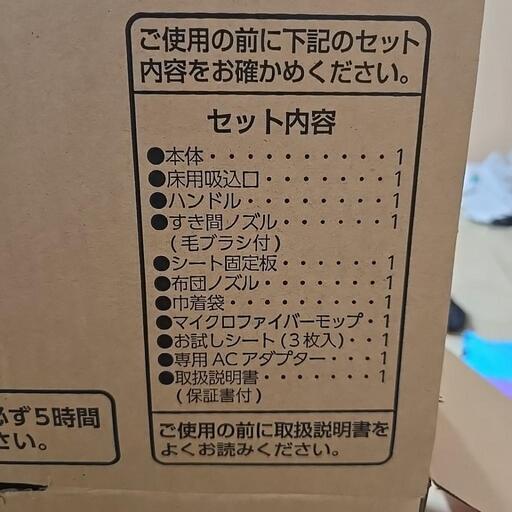 ご使用の前に下記のセット
内容をお確かめください。
セット内容
●本体・・・・・・・・・・1
●床用吸込口・・・・・・・1
●ハンドル・・・・・・・・1
●すき間ノズル・・・・・・1
(毛ブラシ付)
●シート固定板・・・・・・1
●布団ノズル・・・・・・・1
●巾着袋・・・・・・・・・1
●マイクロファイバーモップ・1
●お試しシート(3枚入)・・1
●専用ACアダプター・・・1
●取扱説明書・・・・・・・1
(保証書付)
ご使用の前に取扱説明書を
よくお読みください。
必ず5時間
さい。